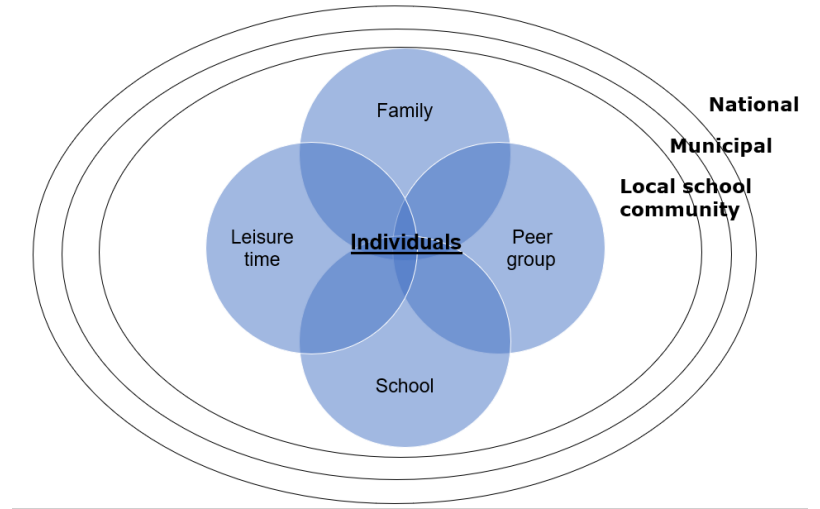 Family
National
Municipal
Local school
community
Leisure
time
Individuals
Peer
group
School